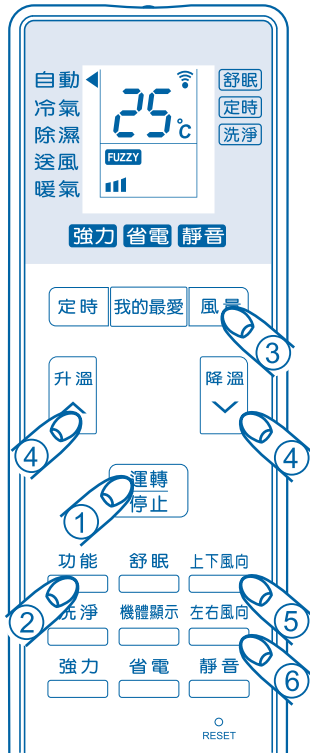 自動
25°C
舒眠
冷氣
定時
除濕
洗淨
送風
FUZZY
暖氣
強力 省電 靜音
定時 我的最愛 風量
③
升溫 降溫
④ ④
運轉
停止
①
功能 舒眠 上下風向
② ⑤
洗淨 機體顯示 左右風向
⑥
強力 省電 靜音
RESET